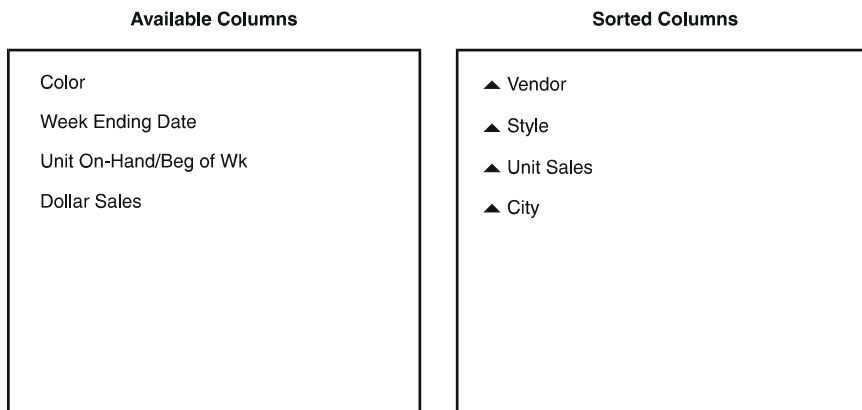 Available Columns
Sorted Columns
Color
Week Ending Date
Unit On-Hand/Beg of Wk
Dollar Sales
Vendor
Style
Unit Sales
City